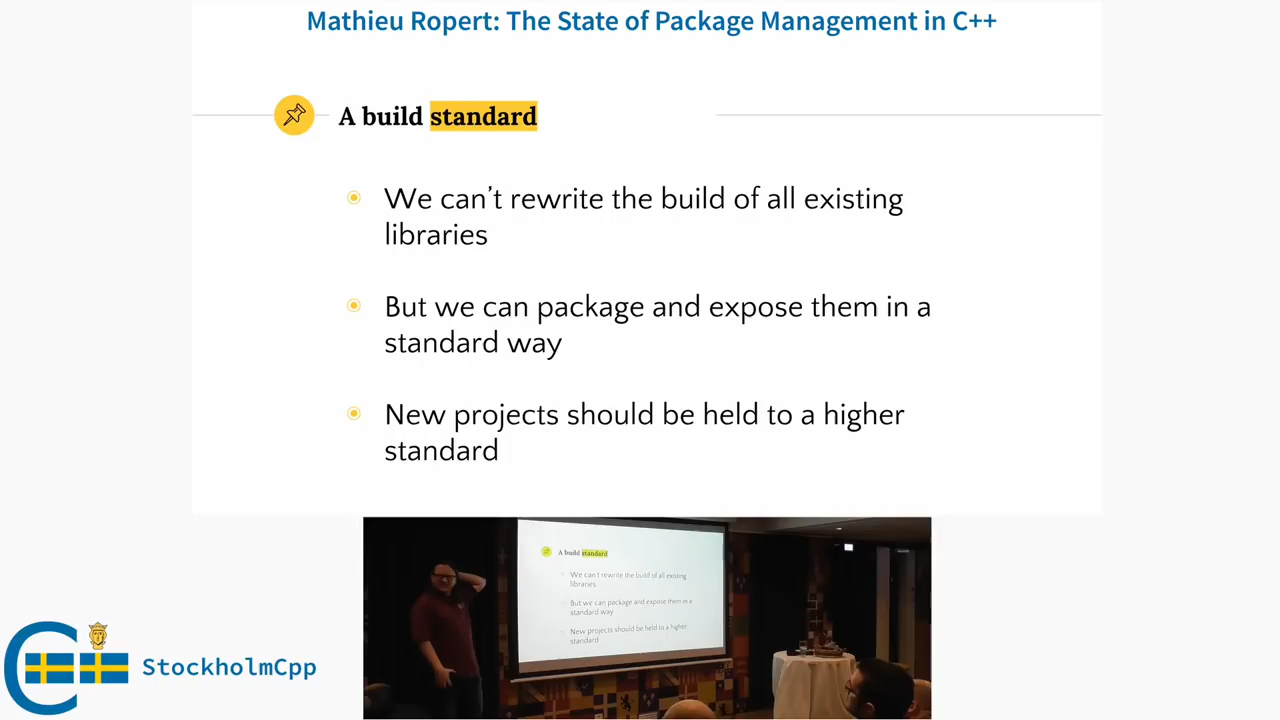 Mathieu Ropert: The State of Package Management in C++
A build standard
We can't rewrite the build of all existing
libraries
But we can package and expose them in a
standard way
New projects should be held to a higher
standard
A build standard
We can't rewrite the build of all existing
libraries
But we can package and expose them in a
standard way
New projects should be held to a higher
standard
StockholmCpp